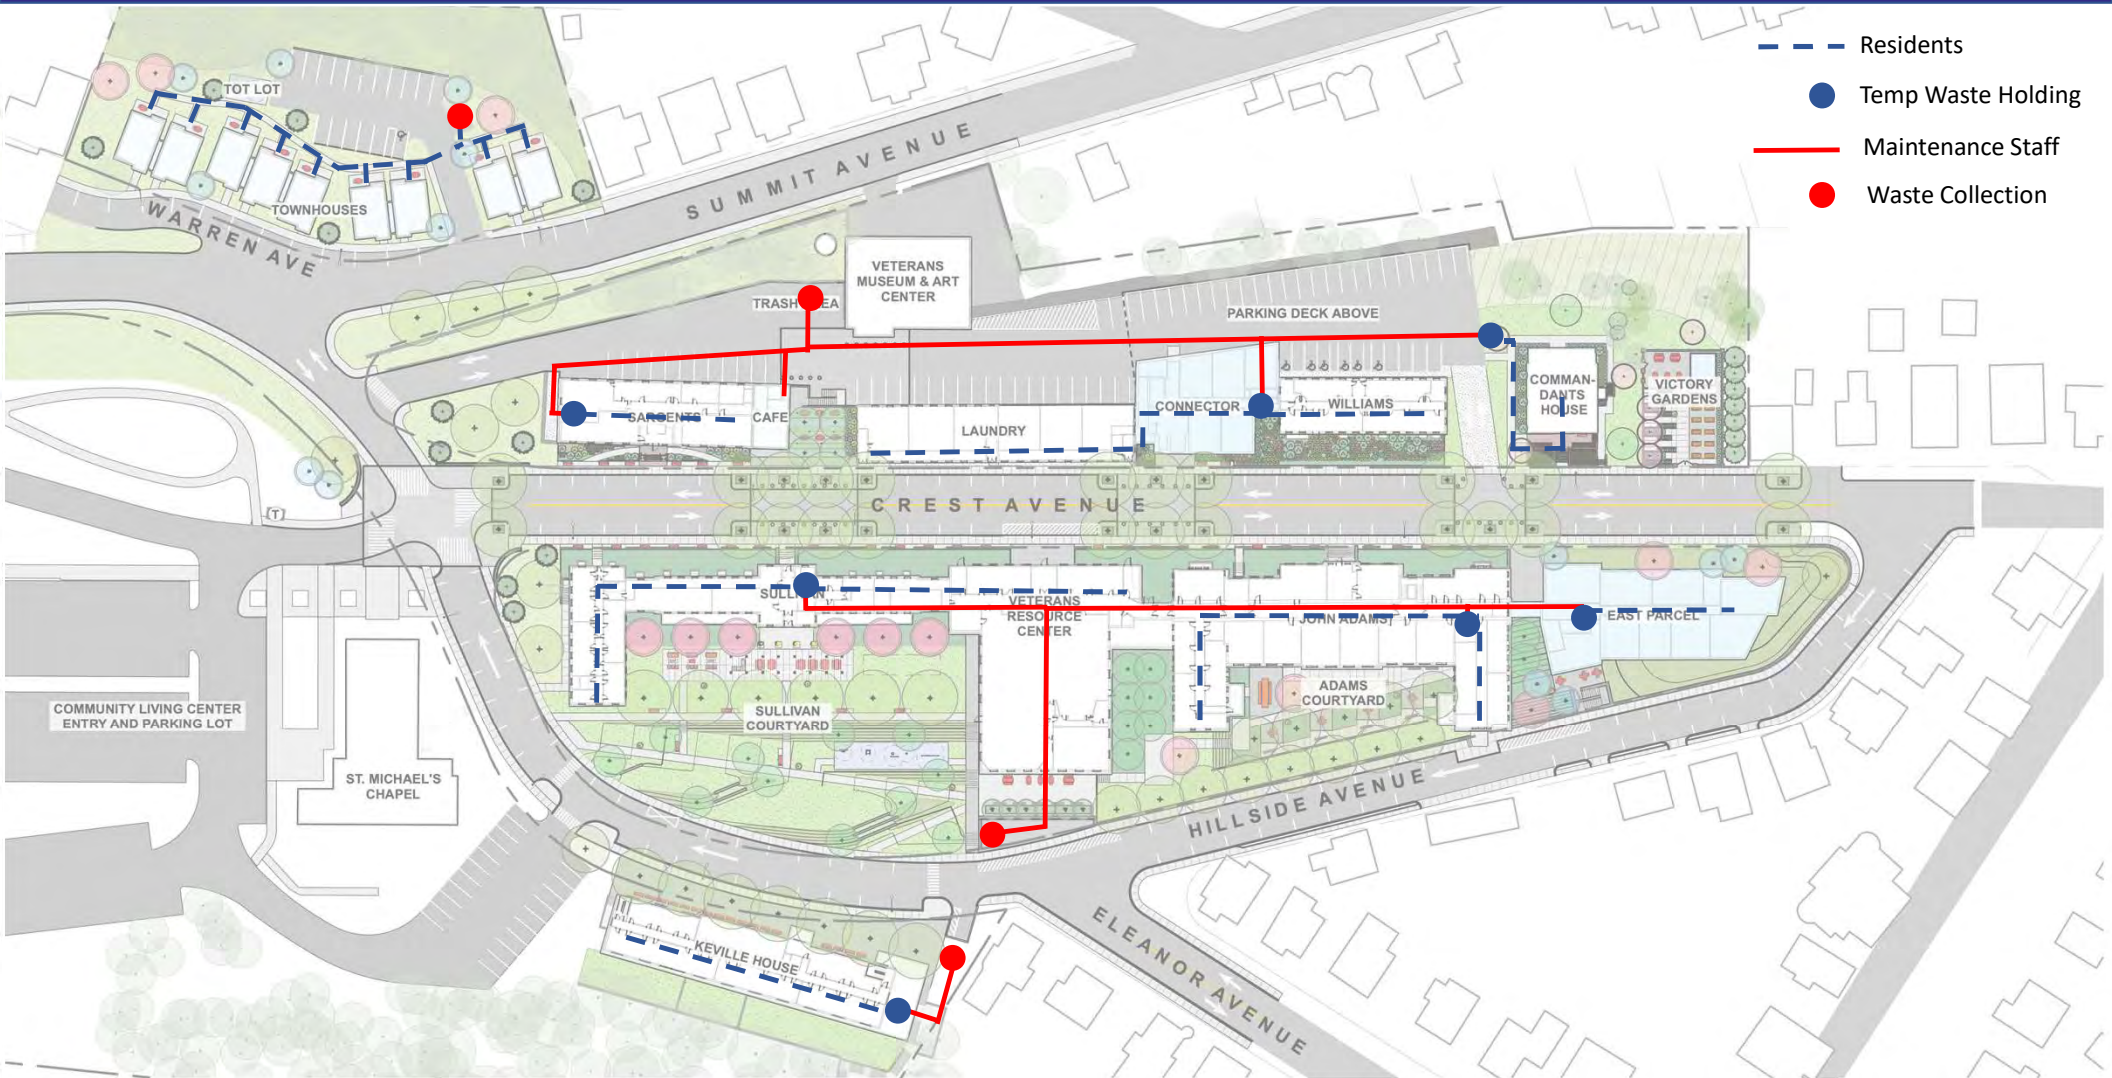 Residents
Temp Waste Holding
Maintenance Staff
Waste Collection
TOT LOT
TOWNHOUSES
WARREN AVE
SUMMIT AVENUE
VETERANS
MUSEUM & ART
CENTER
PARKING DECK ABOVE
SARGENTS
CAFE
LAUNDRY
CONNECTOR
WILLIAMS
COMMAN-
DANTS
HOUSE
VICTORY
GARDENS
CREST AVENUE
[T]
VETERANS
RESOURCE
CENTER
JOHN ADAMS
EAST PARCEL
SULLIVAN
COURTYARD
ADAMS
COURTYARD
COMMUNITY LIVING CENTER
ENTRY AND PARKING LOT
ST. MICHAEL'S
CHAPEL
HILLSIDE AVENUE
KEVILLE HOUSE
ELEANOR AVENUE